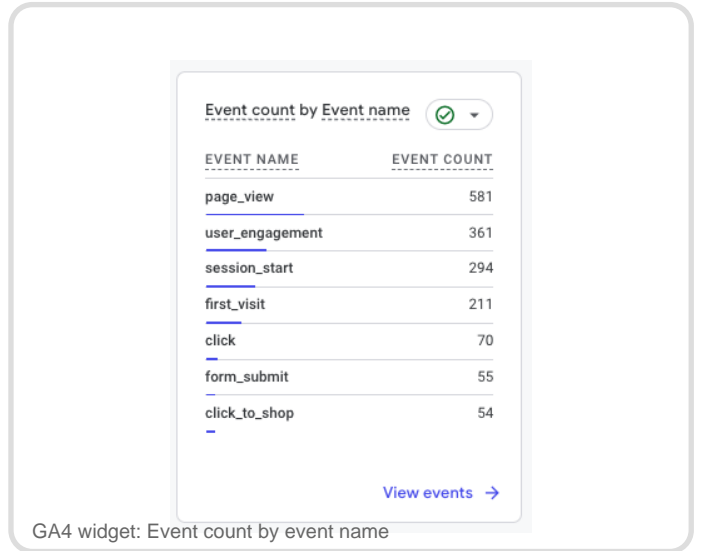 Event count by Event name
EVENT NAME EVENT COUNT
page_view 581
user_engagement 361
session_start 294
first_visit 211
click 70
form_submit 55
click_to_shop 54
View events →
GA4 widget: Event count by event name